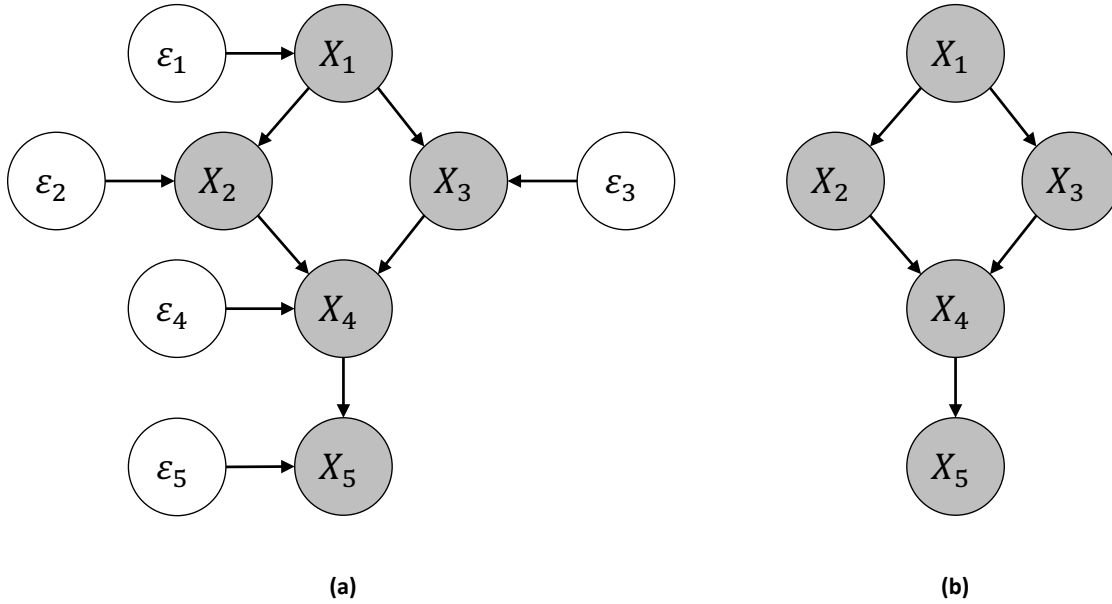 ε₁ X₁ X₁
ε₂ X₂ X₃ ε₃ X₂ X₃
ε₄ X₄ X₄
ε₅ X₅ X₅
(a) (b)